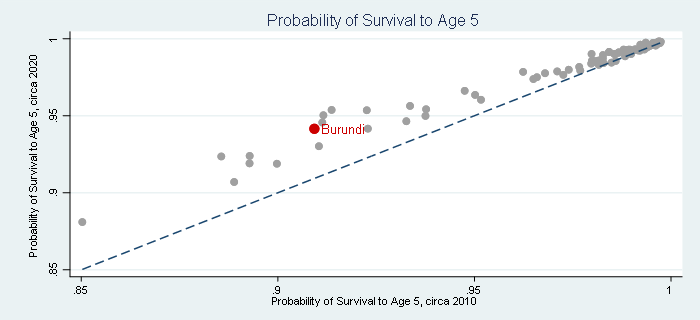 Probability of Survival to Age 5
Probability of Survival to Age 5, circa 2020
1
.95
.9
.85
Burundi
.85
.9
.95
1
Probability of Survival to Age 5, circa 2010